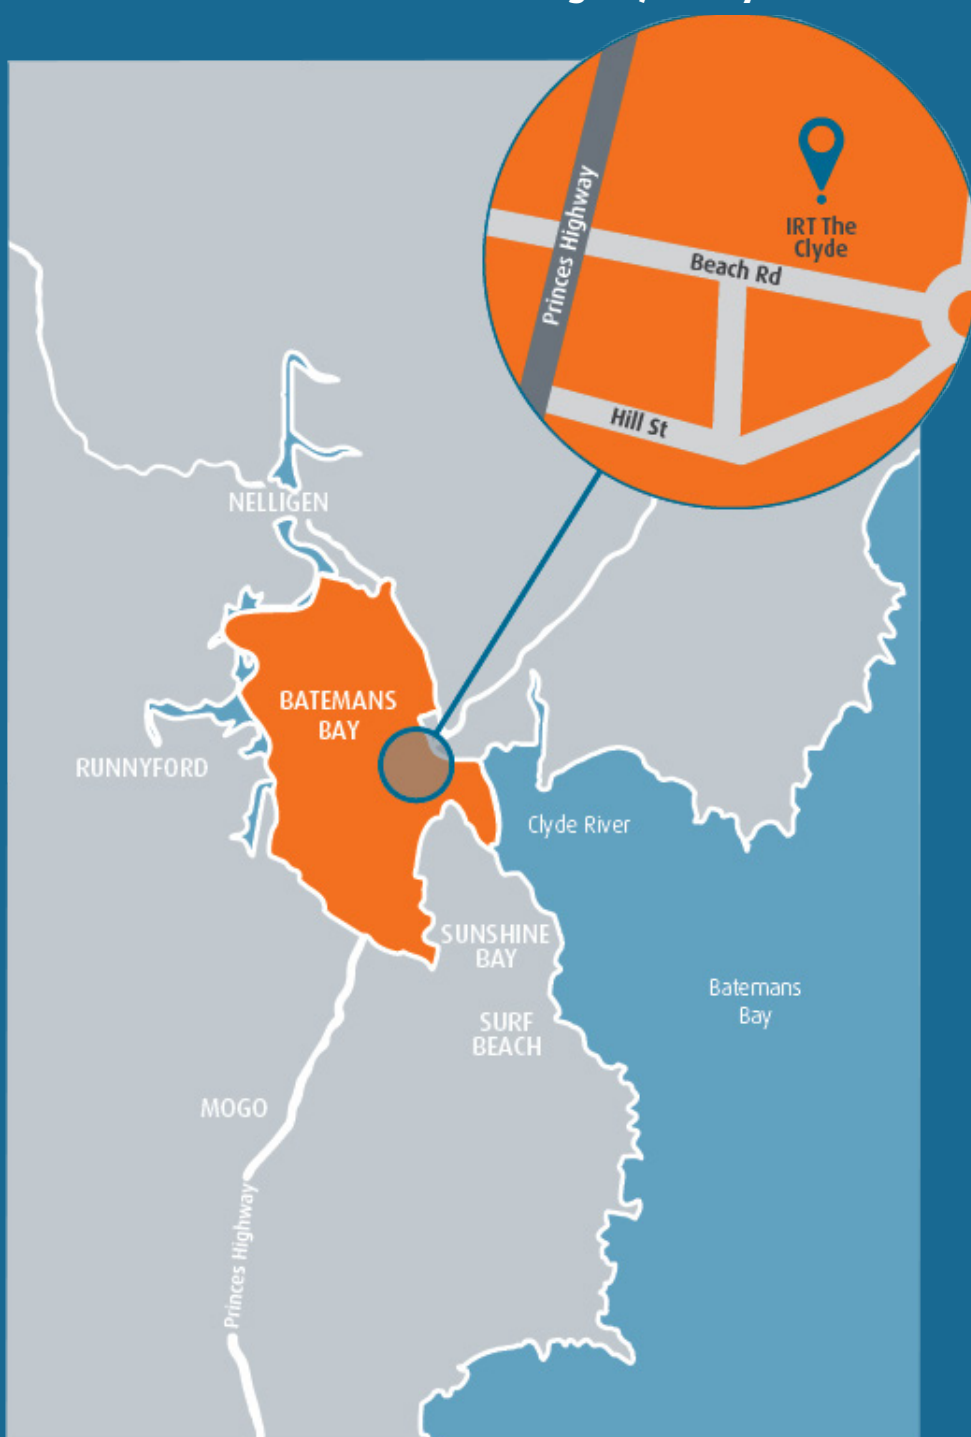 Princes Highway
IRT The
Clyde
Beach Rd
Hill St
NELLIGEN
BATEMANS
BAY
RUNNYFORD
Clyde River
SUNSHINE
BAY
Batemans
Bay
SURF
BEACH
MOGO
Princes Highway